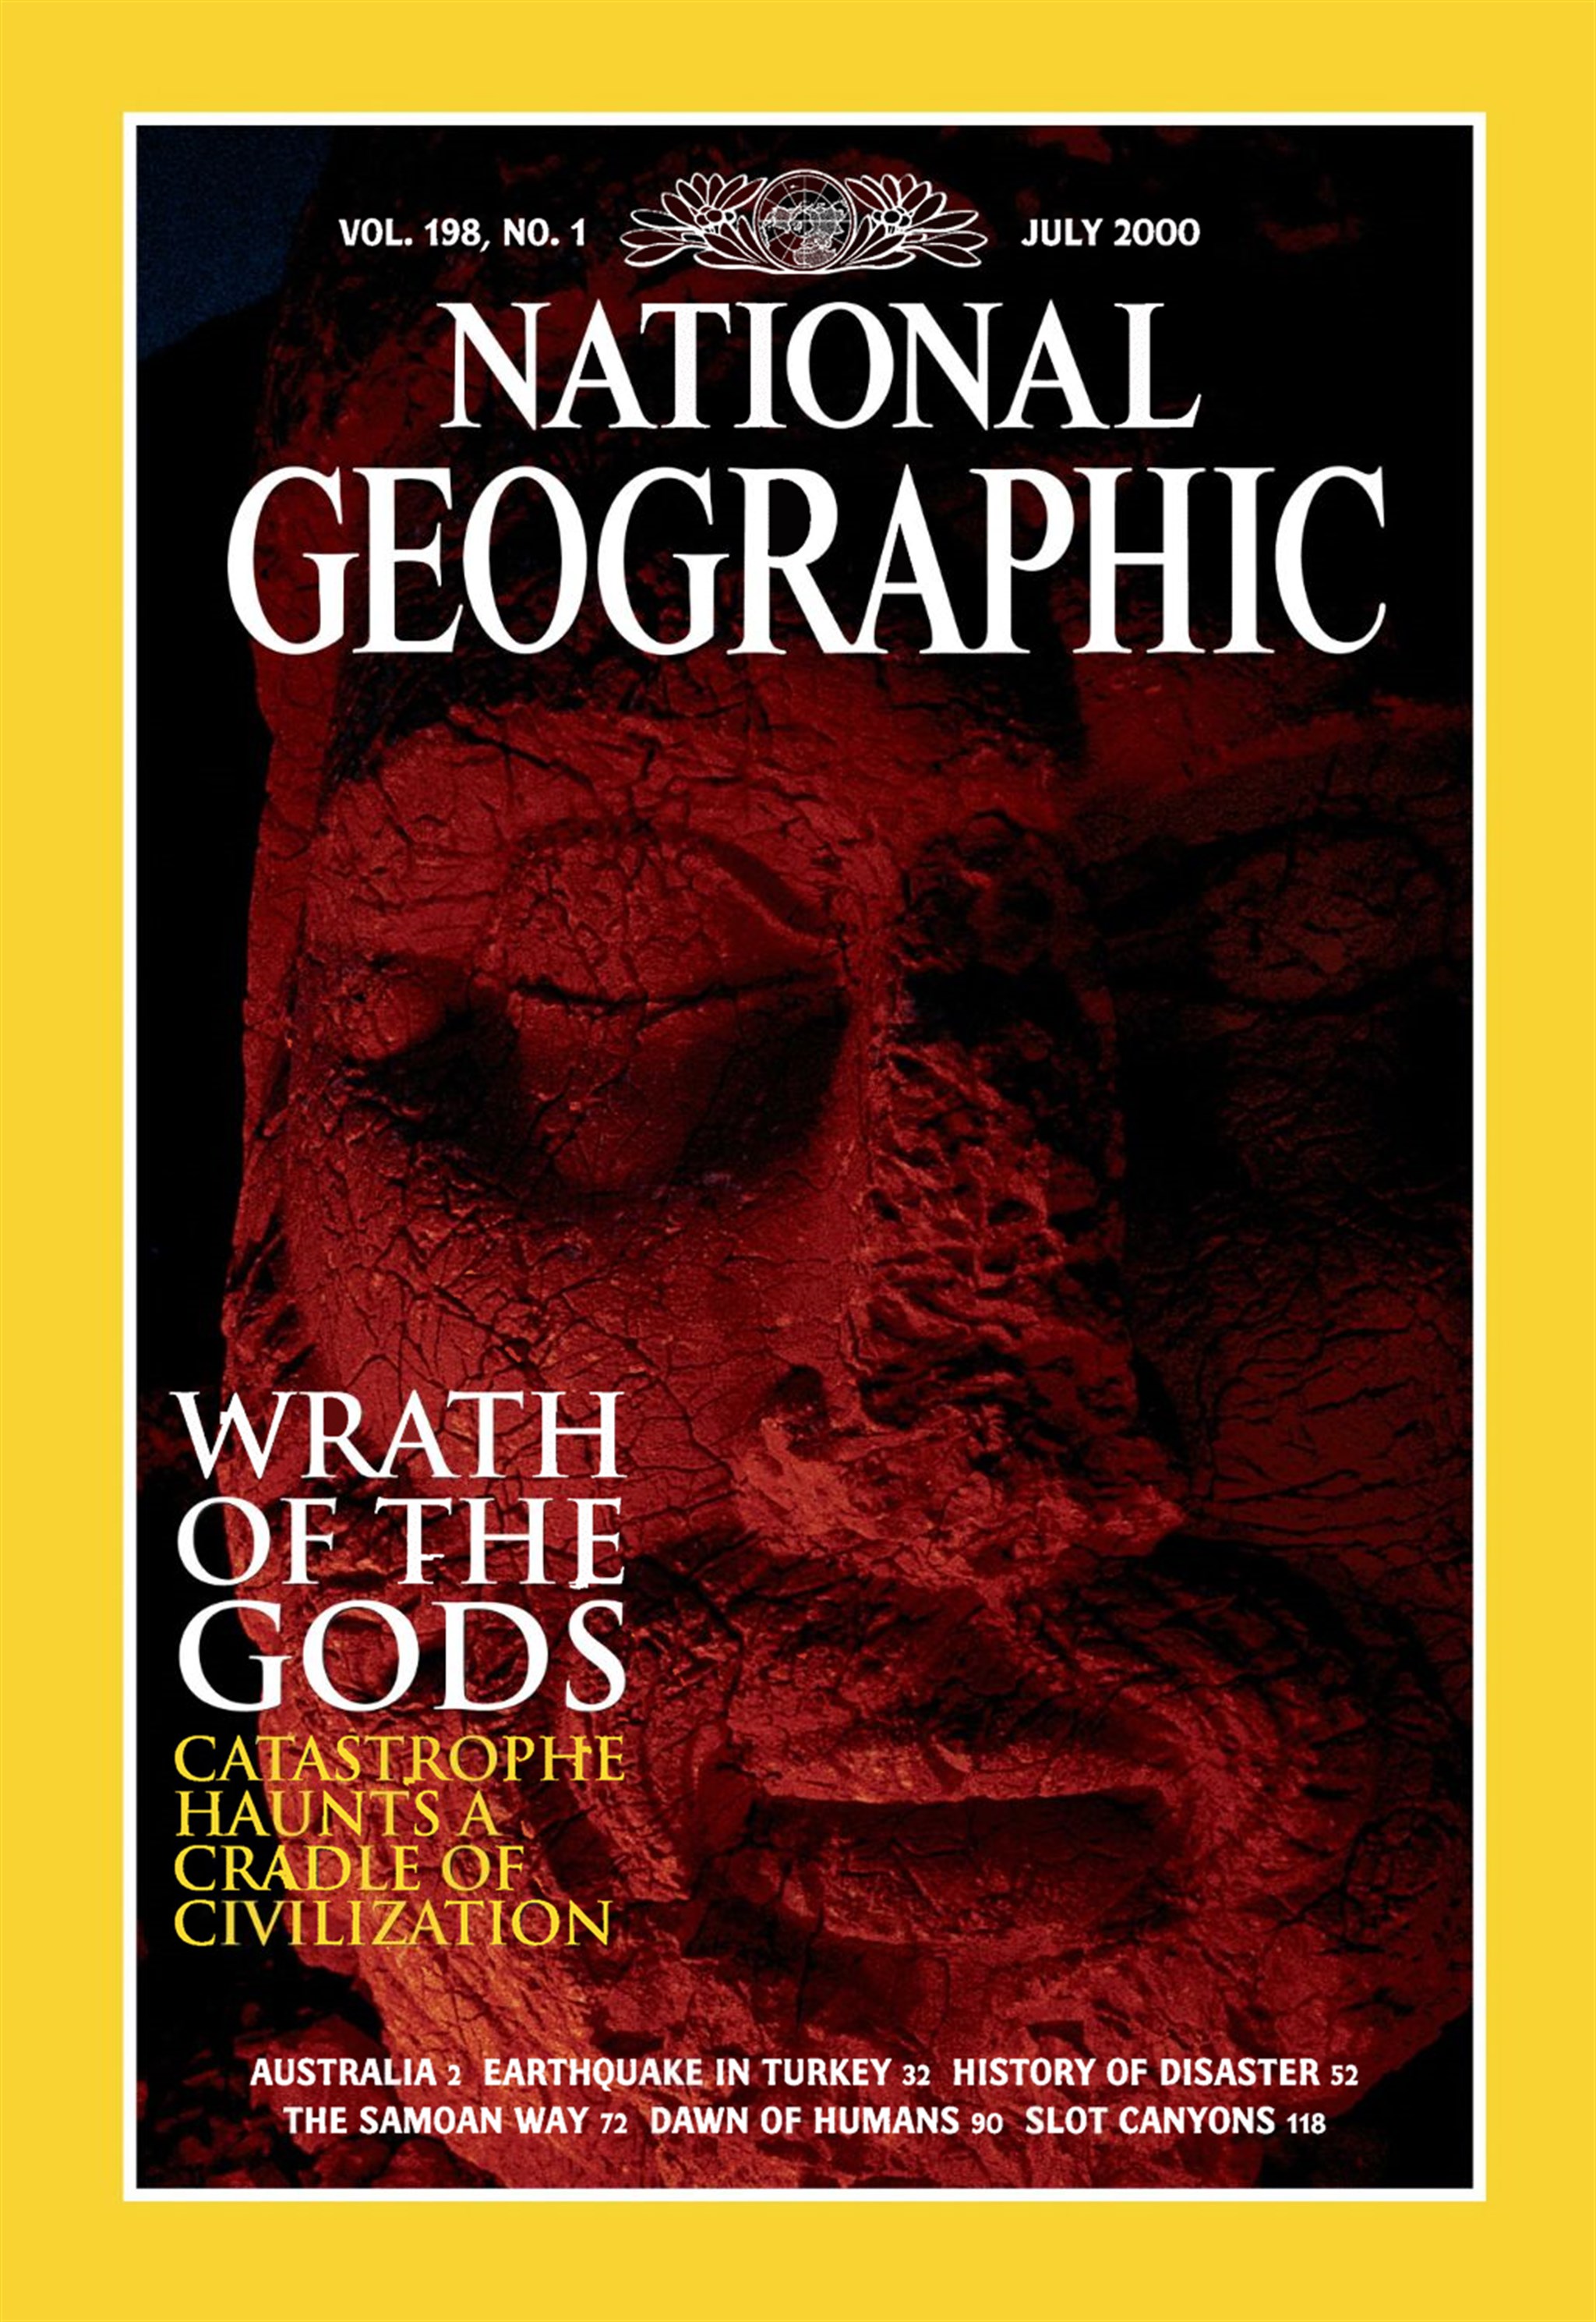 VOL. 198, NO. 1 JULY 2000
NATIONAL
GEOGRAPHIC
WRATH
OF THE
GODS
CATASTROPHE
HAUNTS A
CRADLE OF
CIVILIZATION
AUSTRALIA 2 EARTHQUAKE IN TURKEY 32 HISTORY OF DISASTER 52
THE SAMOAN WAY 72 DAWN OF HUMANS 90 SLOT CANYONS 118